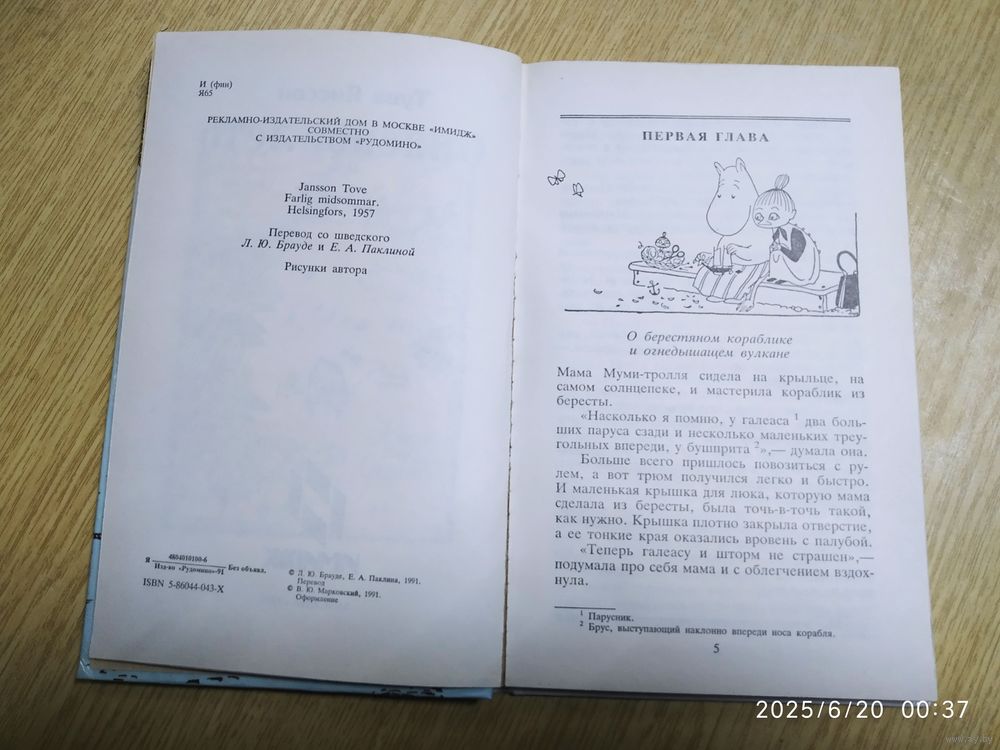 И (фин)
Я65
РЕКЛАМНО-ИЗДАТЕЛЬСКИЙ ДОМ В МОСКВЕ «ИМИДЖ»
СОВМЕСТНО
С ИЗДАТЕЛЬСТВОМ «РУДОМИНО»
Jansson Tove
Farlig midsommar.
Helsingfors, 1957
Перевод со шведского
Л. Ю. Брауде и Е. А. Паклиной
Рисунки автора
Я 4804010100-6 Без объявл.
Изд-во «Рудомино»-91
ISBN 5-86044-043-X
© Л. Ю. Брауде, Е. А. Паклина, 1991.
Перевод
© В. Ю. Марковский, 1991.
Оформление
ПЕРВАЯ ГЛАВА
О берестяном кораблике
и огнедышащем вулкане
Мама Муми-тролля сидела на крыльце, на
самом солнцепеке, и мастерила кораблик из
бересты.
«Насколько я помню, у галеаса 1 два боль-
ших паруса сзади и несколько маленьких треу-
гольных впереди, у бушприта 2»,— думала она.
Больше всего пришлось повозиться с ру-
лем, а вот трюм получился легко и быстро.
И маленькая крышка для люка, которую мама
сделала из бересты, была точь-в-точь такой,
как нужно. Крышка плотно закрыла отверстие,
а ее тонкие края оказались вровень с палубой.
«Теперь галеасу и шторм не страшен»,—
подумала про себя мама и с облегчением вздох-
нула.
1 Парусник.
2 Брус, выступающий наклонно впереди носа корабля.
5
2025/6/20 00:37